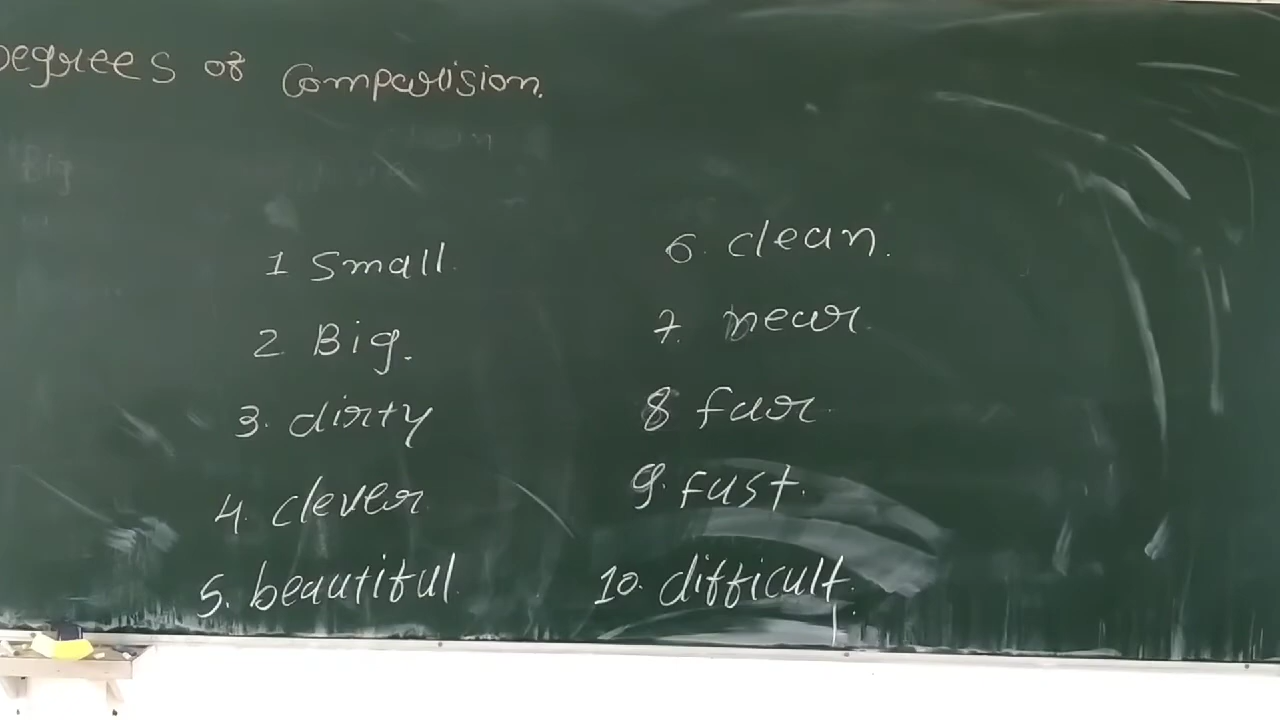 Degrees of Comparision.
Big
1 Small.
2. Big.
3. dirty
4. clever
5. beautiful
6. clean.
7. near.
8 far.
9. fast.
10. difficult.